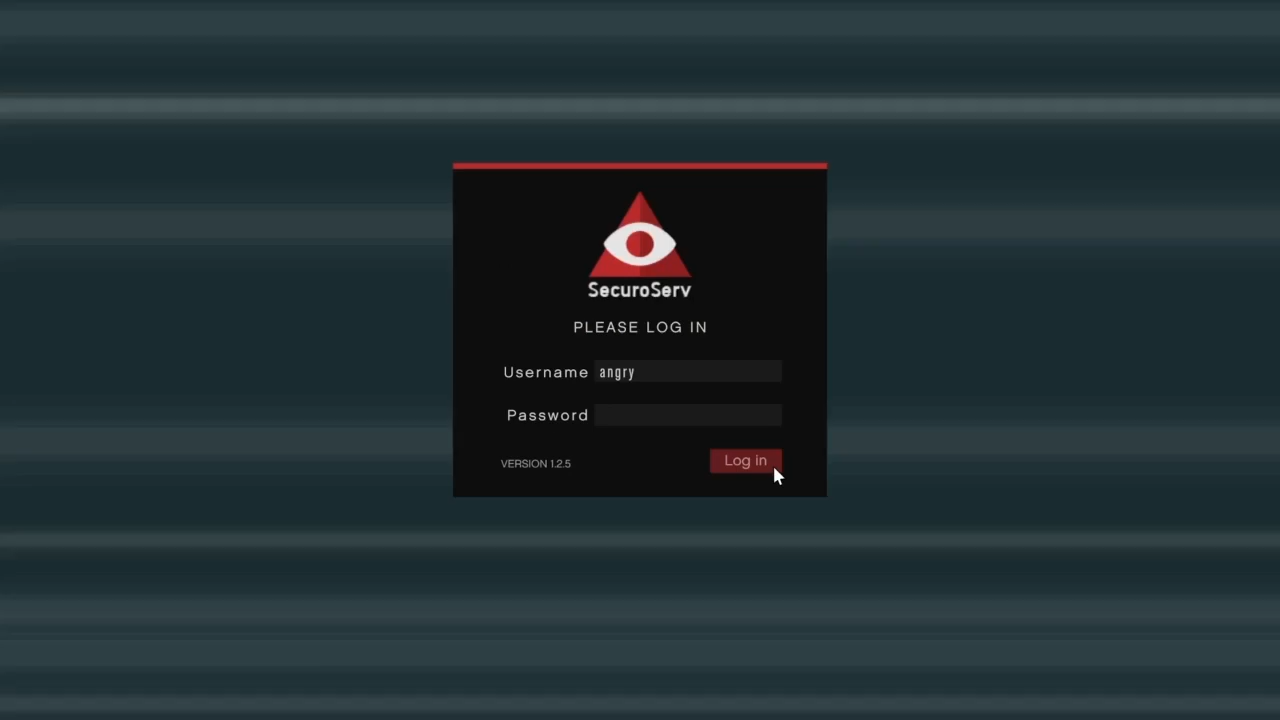 SecuroServ
PLEASE LOG IN
Username angry
Password
VERSION 1.2.5 Log in